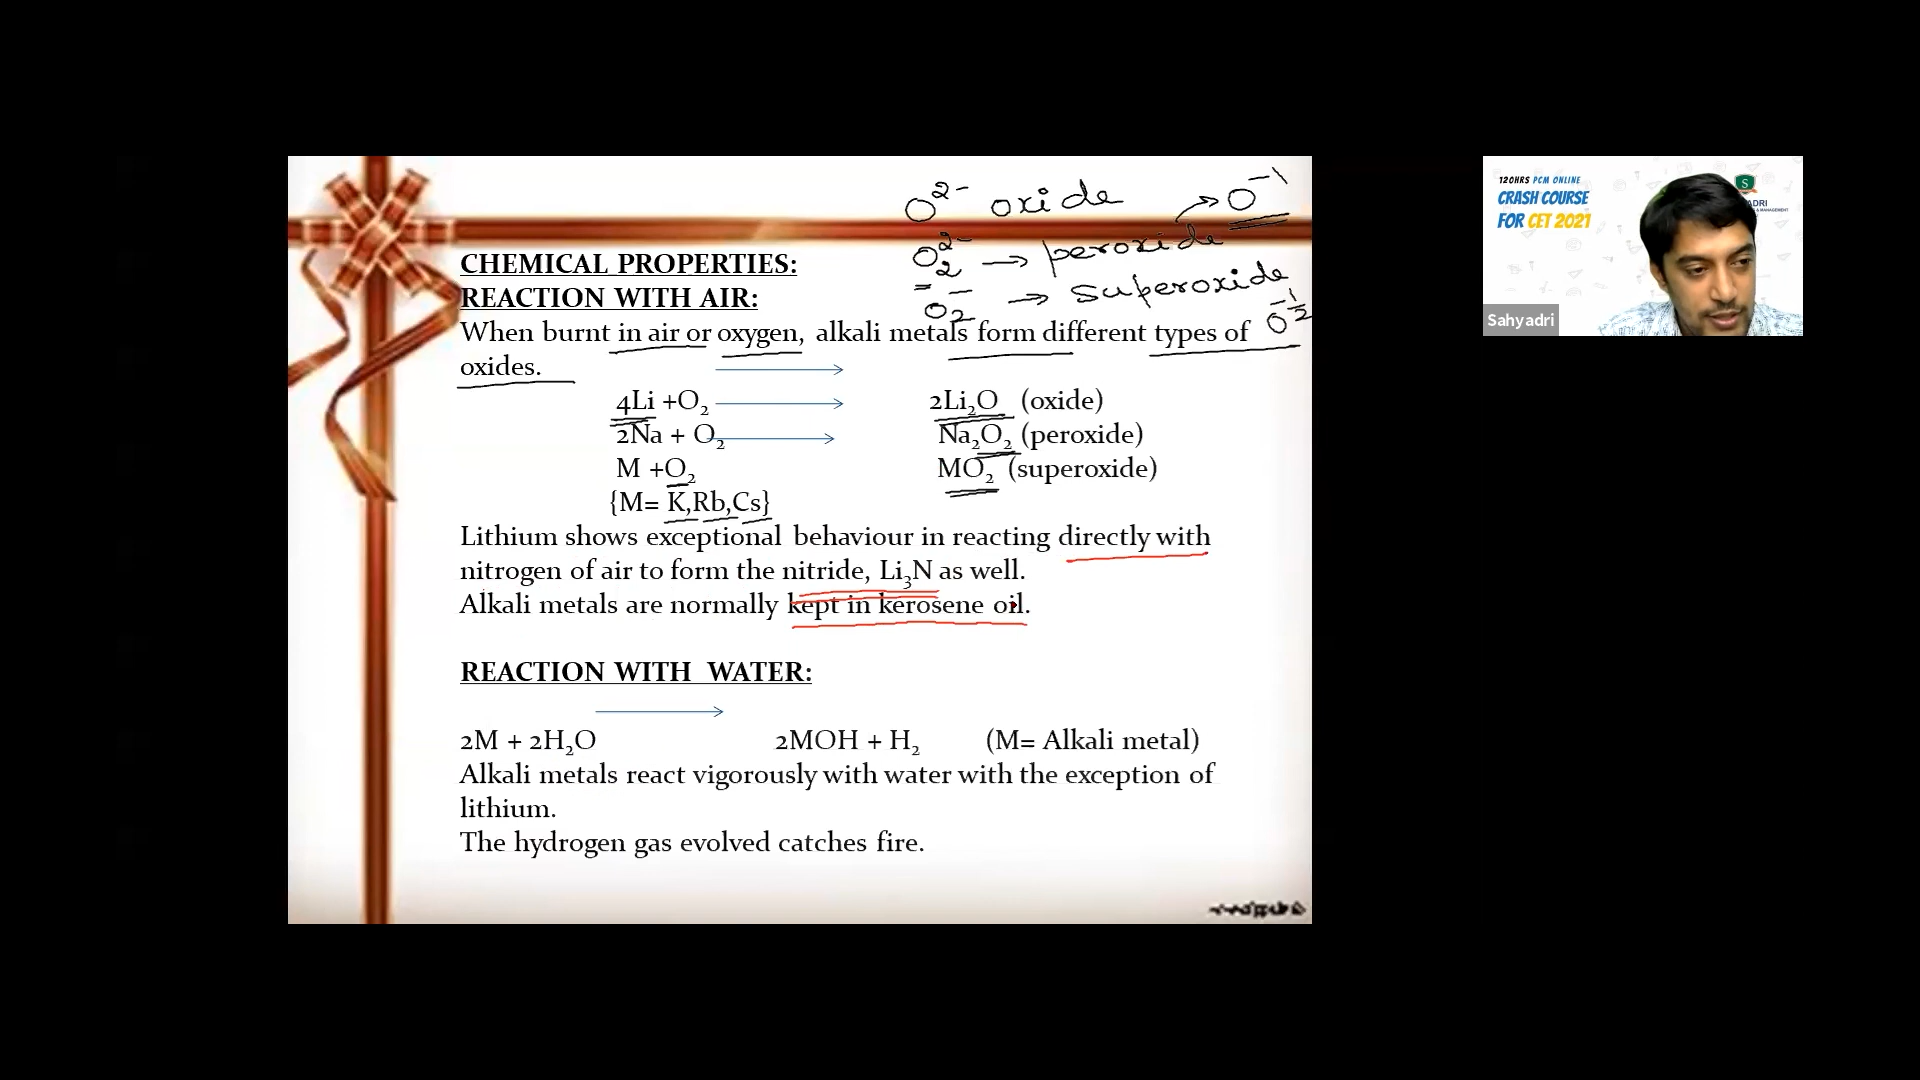 O²⁻ oxide
O₂²⁻ → peroxide → O⁻¹
O₂⁻ → Superoxide O⁻¹/²
CHEMICAL PROPERTIES:
REACTION WITH AIR:
When burnt in air or oxygen, alkali metals form different types of
oxides.
4Li +O₂ → 2Li₂O (oxide)
2Na + O₂ → Na₂O₂ (peroxide)
M +O₂ MO₂ (superoxide)
{M= K,Rb,Cs}
Lithium shows exceptional behaviour in reacting directly with
nitrogen of air to form the nitride, Li₃N as well.
Alkali metals are normally kept in kerosene oil.
REACTION WITH WATER:
2M + 2H₂O 2MOH + H₂ (M= Alkali metal)
Alkali metals react vigorously with water with the exception of
lithium.
The hydrogen gas evolved catches fire.
120HRS PCM ONLINE
CRASH COURSE
FOR CET 2021
S
ADRI
& MANAGEMENT
Sahyadri